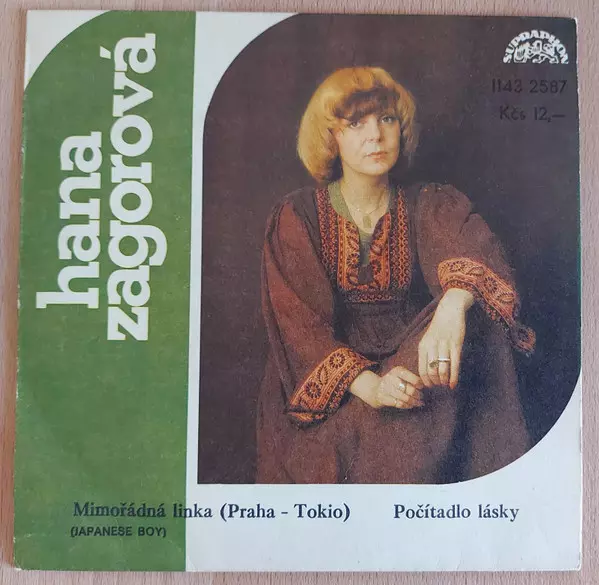 hana
zagorová
SUPRAPHON
1143 2587
Kčs 12,—
Mimořádná linka (Praha - Tokio)
(JAPANESE BOY)
Počítadlo lásky